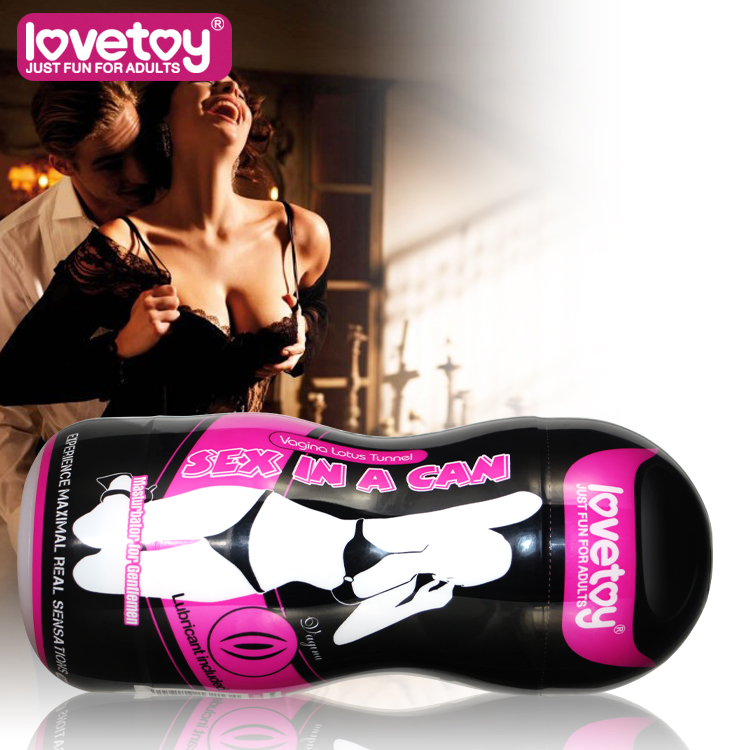 lovetoy®
JUST FUN FOR ADULTS
Vagina Lotus Tunnel
SEX IN A CAN
EXPERIENCE MAXIMAL REAL SENSATIONS
Masturbator for Gentlemen
Lubricant include
Vagina
lovetoy®
JUST FUN FOR ADULTS